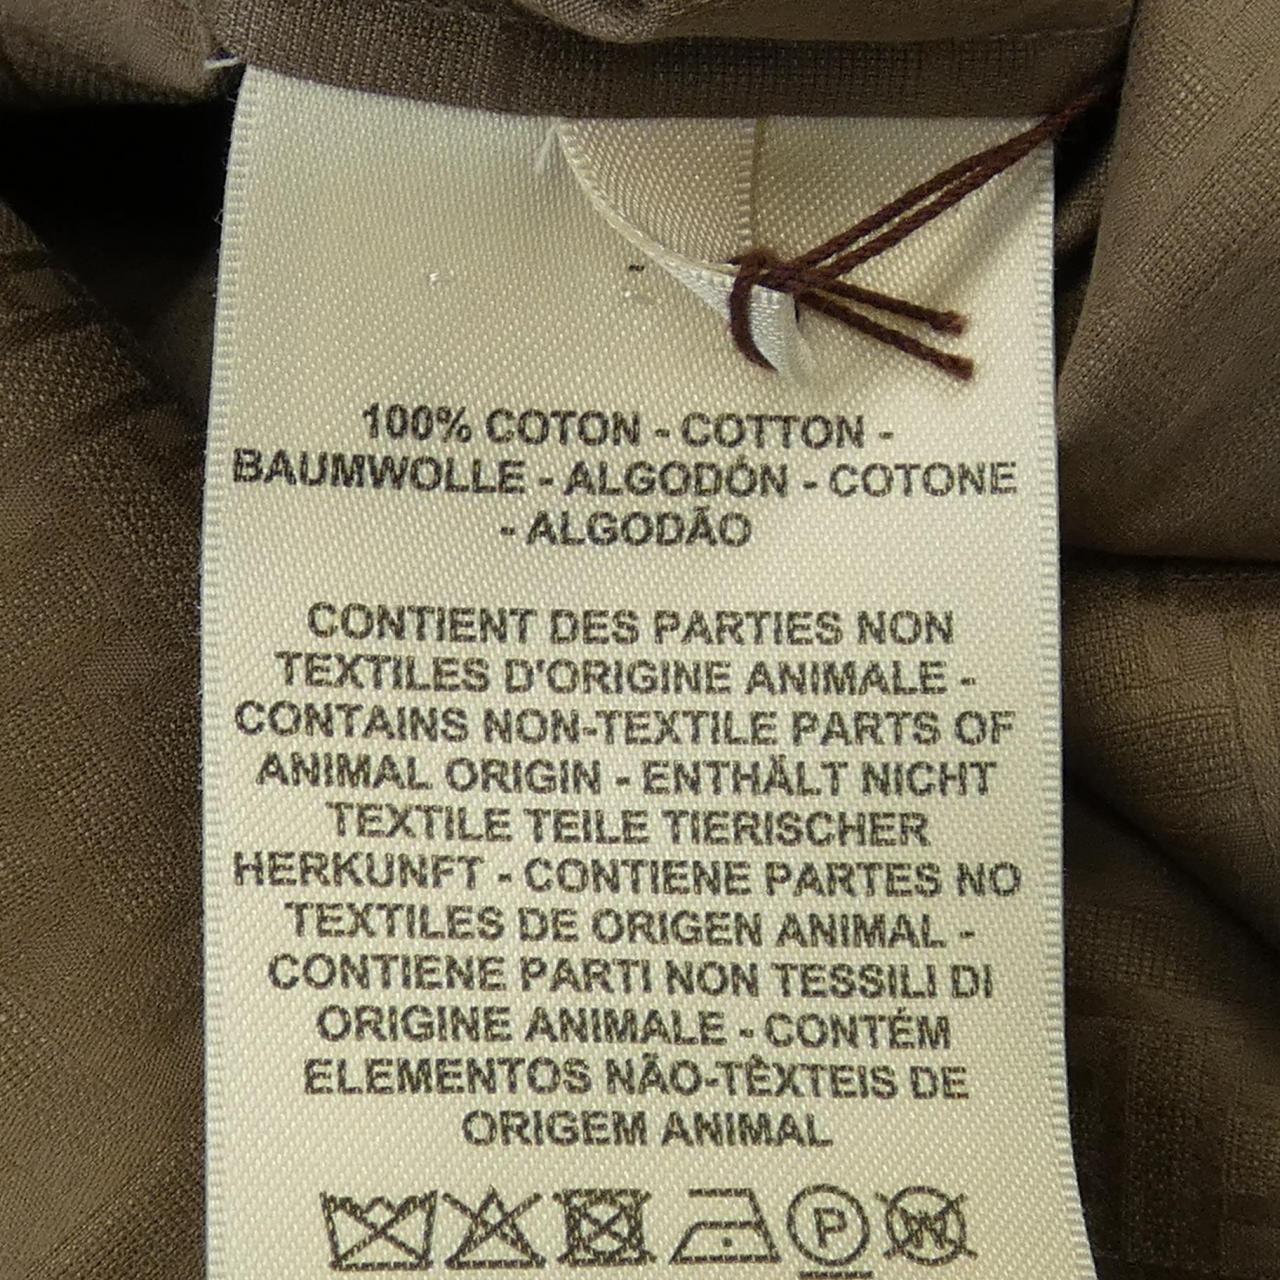 100% COTON - COTTON -
BAUMWOLLE - ALGODÓN - COTONE
- ALGODÃO
CONTIENT DES PARTIES NON
TEXTILES D'ORIGINE ANIMALE -
CONTAINS NON-TEXTILE PARTS OF
ANIMAL ORIGIN - ENTHÄLT NICHT
TEXTILE TEILE TIERISCHER
HERKUNFT - CONTIENE PARTES NO
TEXTILES DE ORIGEN ANIMAL -
CONTIENE PARTI NON TESSILI DI
ORIGINE ANIMALE - CONTÉM
ELEMENTOS NÃO-TÊXTEIS DE
ORIGEM ANIMAL
P W